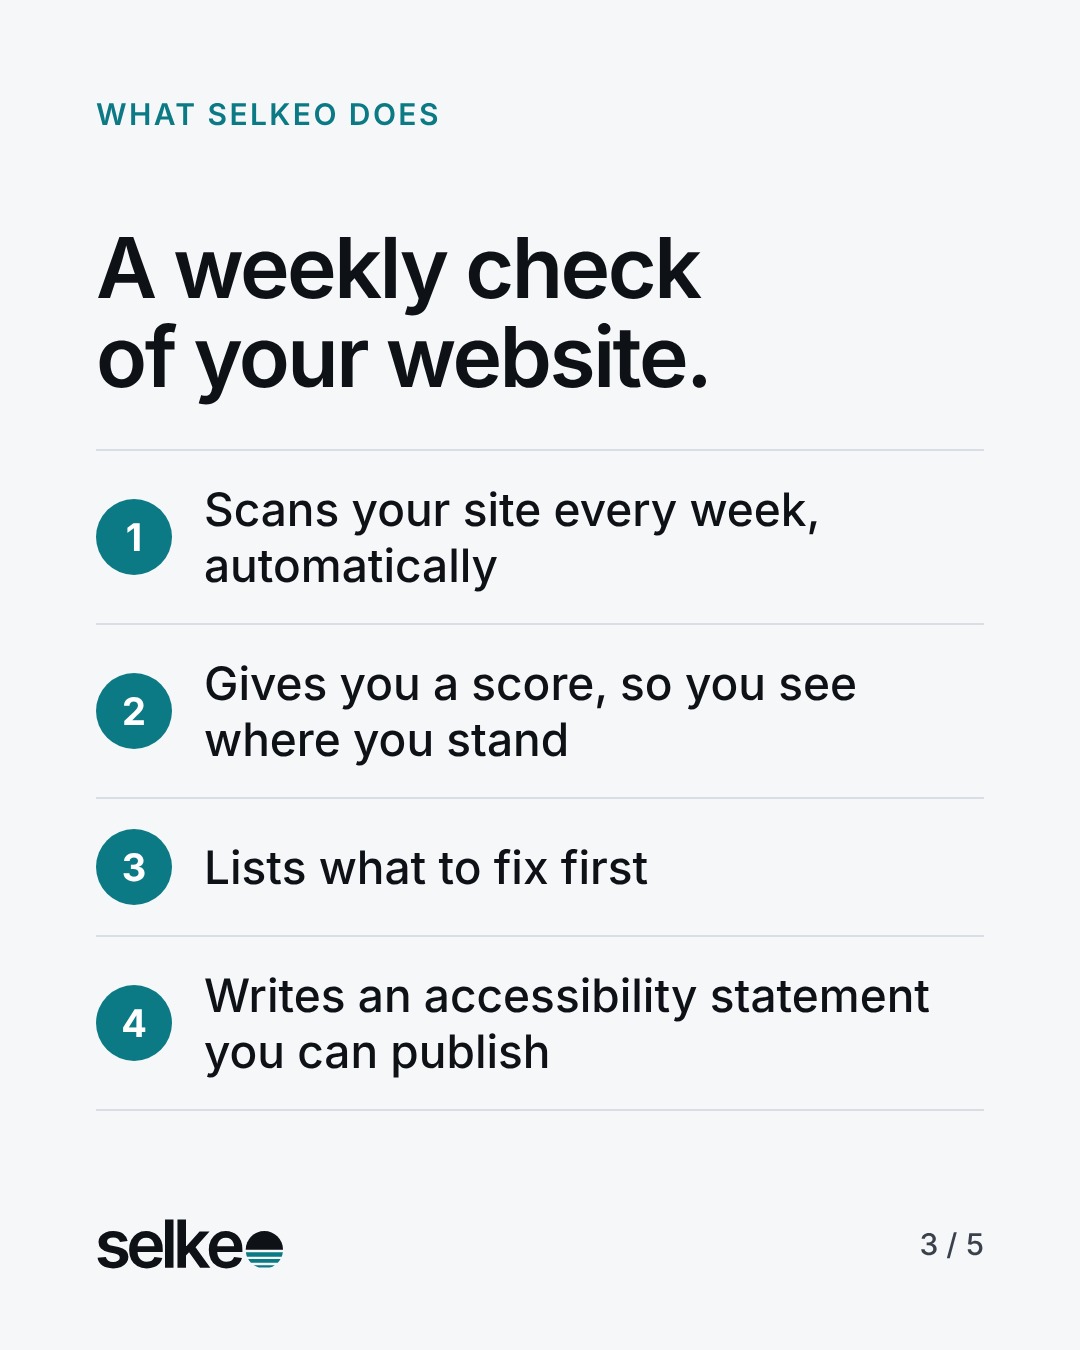 WHAT SELKEO DOES
A weekly check
of your website.
1
Scans your site every week,
automatically
2
Gives you a score, so you see
where you stand
3
Lists what to fix first
4
Writes an accessibility statement
you can publish
selkeo
3 / 5